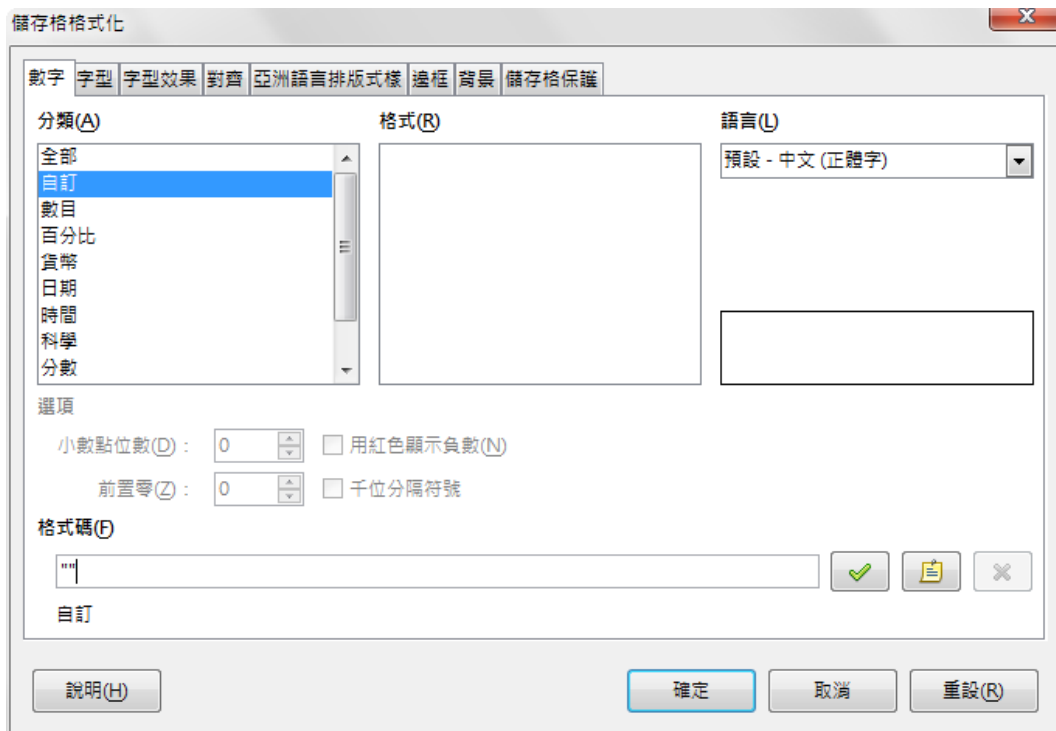 儲存格格式化
數字 字型 字型效果 對齊 亞洲語言排版式樣 邊框 背景 儲存格保護
分類(A) 格式(R) 語言(L)
全部
自訂
數目
百分比
貨幣
日期
時間
科學
分數
預設 - 中文 (正體字)
選項
小數點位數(D)： 0 用紅色顯示負數(N)
前置零(Z)： 0 千位分隔符號
格式碼(F)
""
自訂
說明(H) 確定 取消 重設(R)